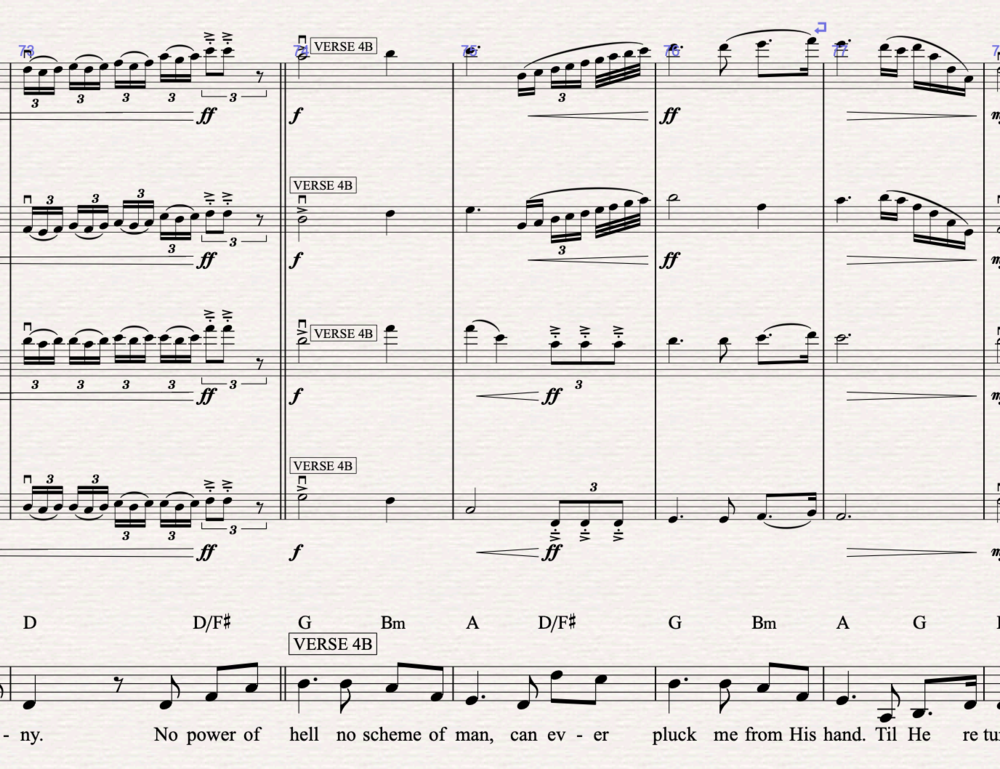 73 74 VERSE 4B 75 76 77
3 3 3 3 3 3
ff f ff
VERSE 4B
3 3 3 3 3 3
ff f ff
VERSE 4B
3 3 3 3 3 3
ff f ff
VERSE 4B
3 3 3 3 3 3
ff f ff
D D/F♯ G Bm A D/F♯ G Bm A G
VERSE 4B
- ny. No power of hell no scheme of man, can ev - er pluck me from His hand. Til He re tur